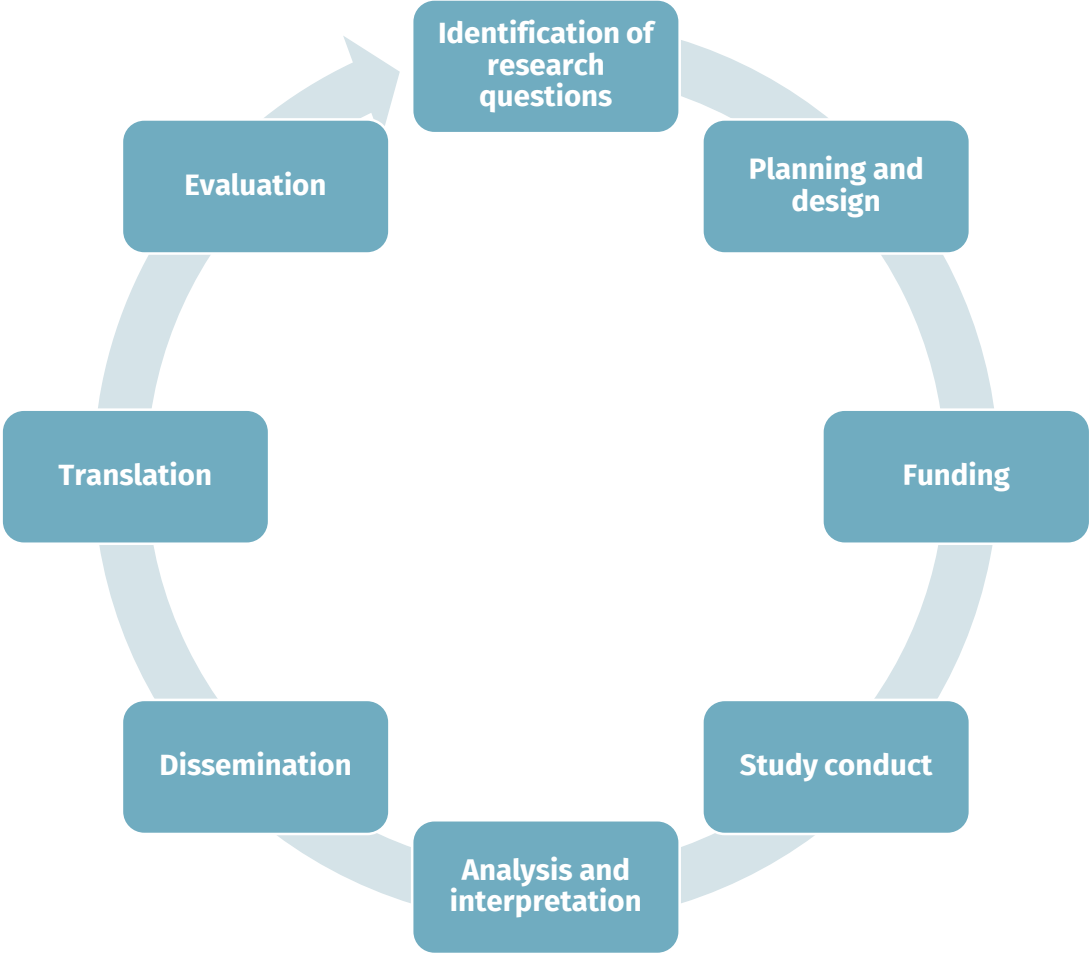 Identification of
research
questions
Planning and
design
Funding
Study conduct
Analysis and
interpretation
Dissemination
Translation
Evaluation